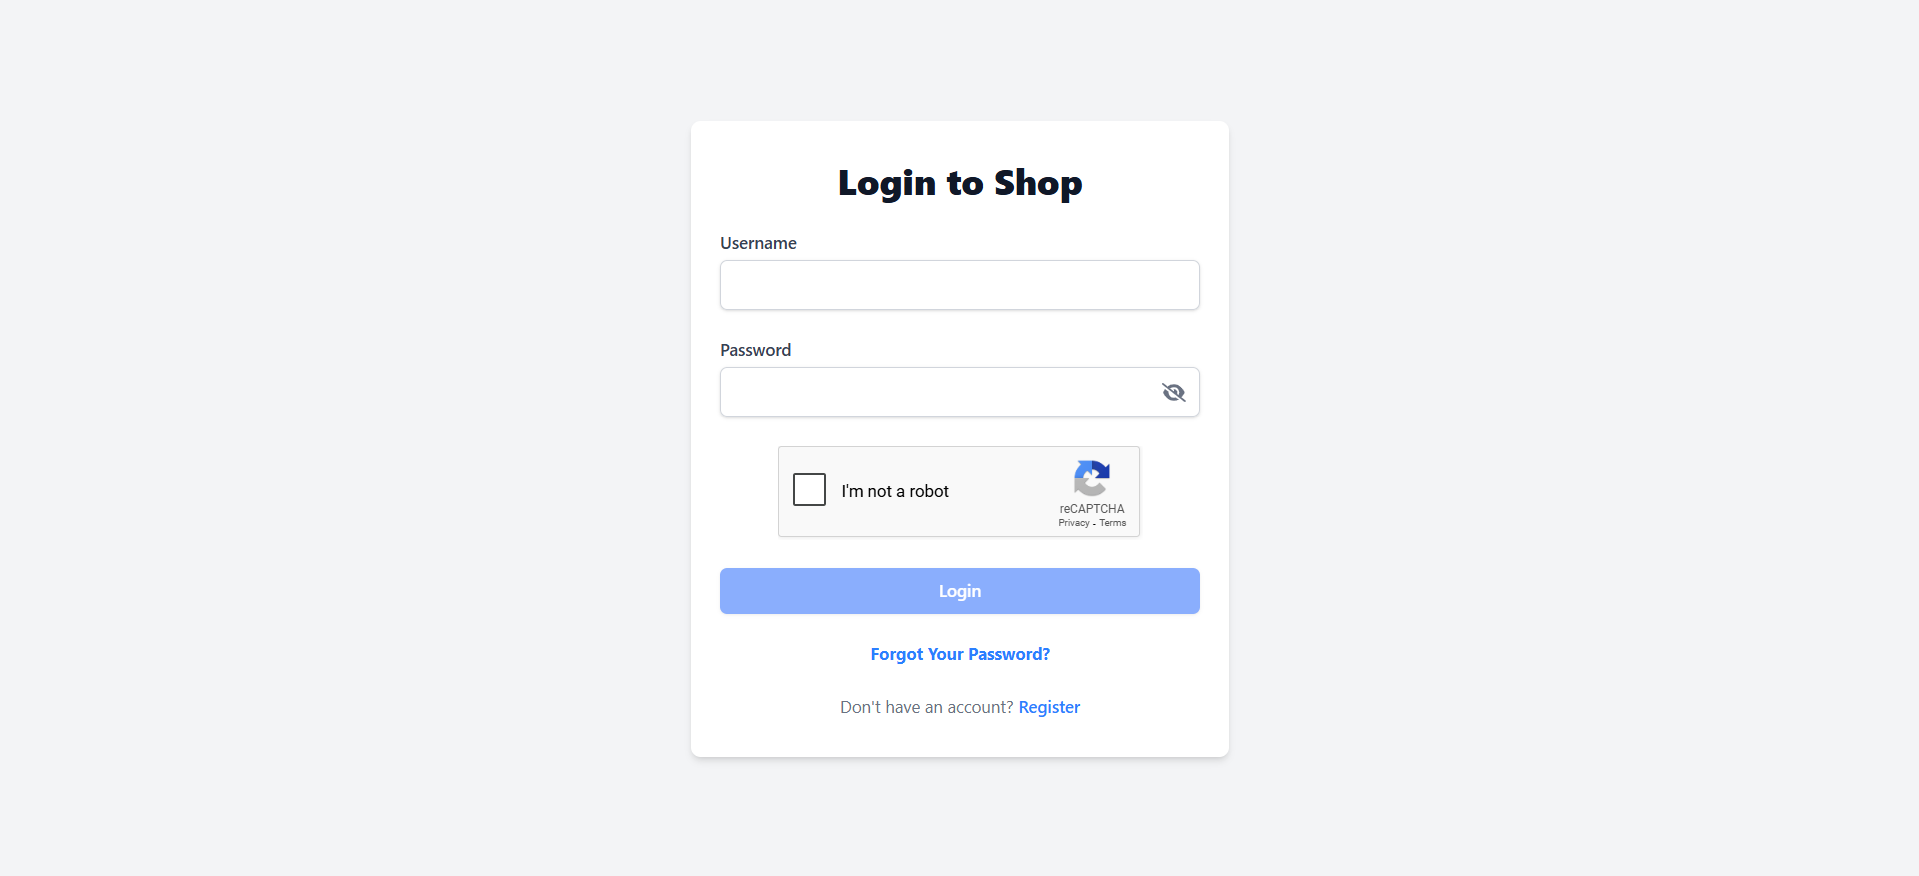 Login to Shop
Username
Password
I'm not a robot
reCAPTCHA
Privacy - Terms
Login
Forgot Your Password?
Don't have an account? Register